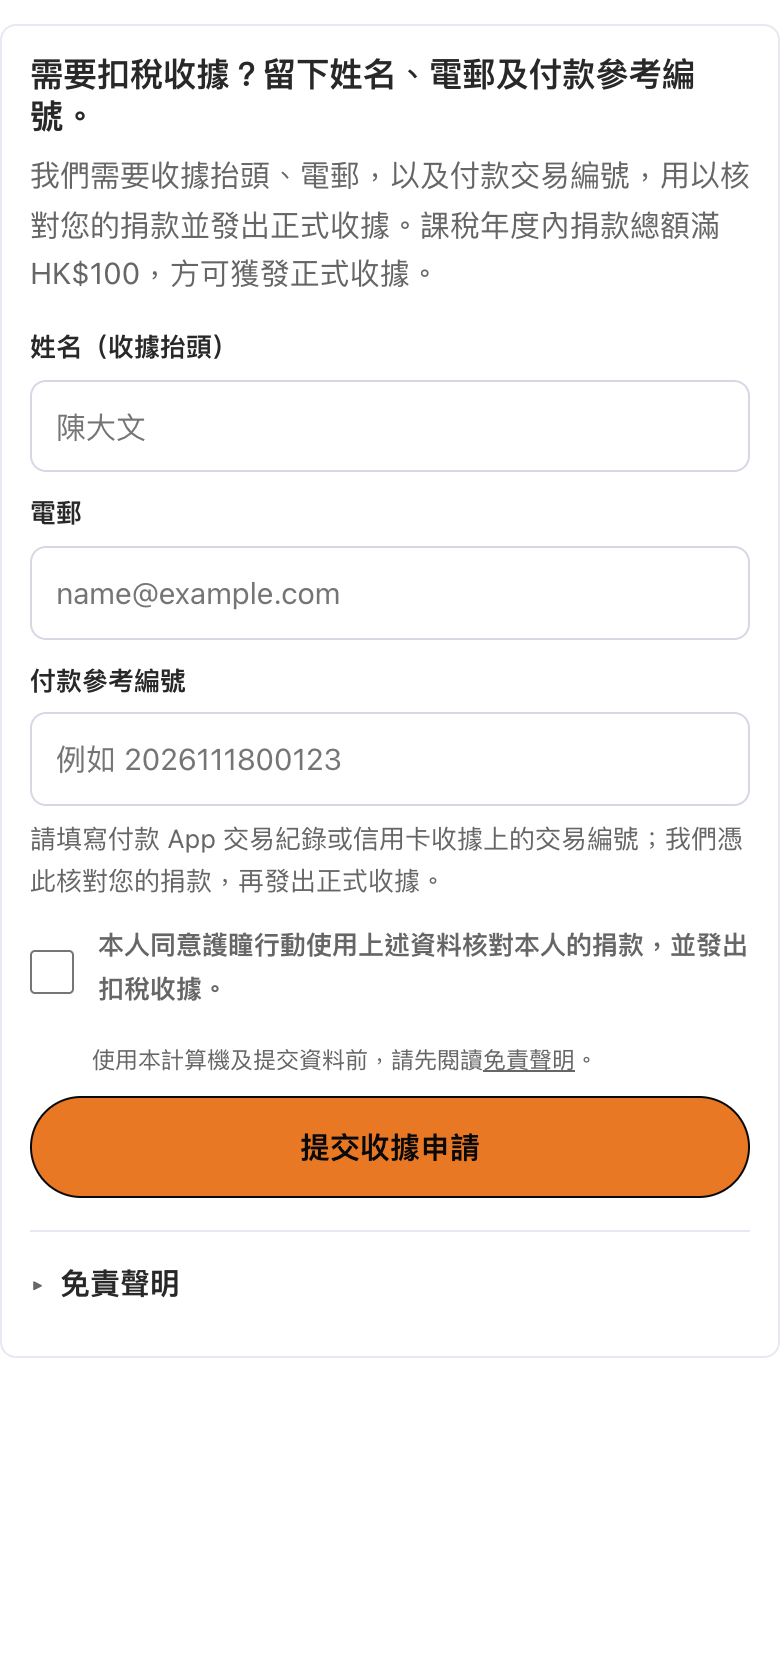 需要扣稅收據？留下姓名、電郵及付款參考編
號。
我們需要收據抬頭、電郵，以及付款交易編號，用以核
對您的捐款並發出正式收據。課稅年度內捐款總額滿
HK$100，方可獲發正式收據。
姓名（收據抬頭）
陳大文
電郵
name@example.com
付款參考編號
例如 2026111800123
請填寫付款 App 交易紀錄或信用卡收據上的交易編號；我們憑
此核對您的捐款，再發出正式收據。
本人同意護瞳行動使用上述資料核對本人的捐款，並發出
扣稅收據。
使用本計算機及提交資料前，請先閱讀免責聲明。
提交收據申請
▸ 免責聲明